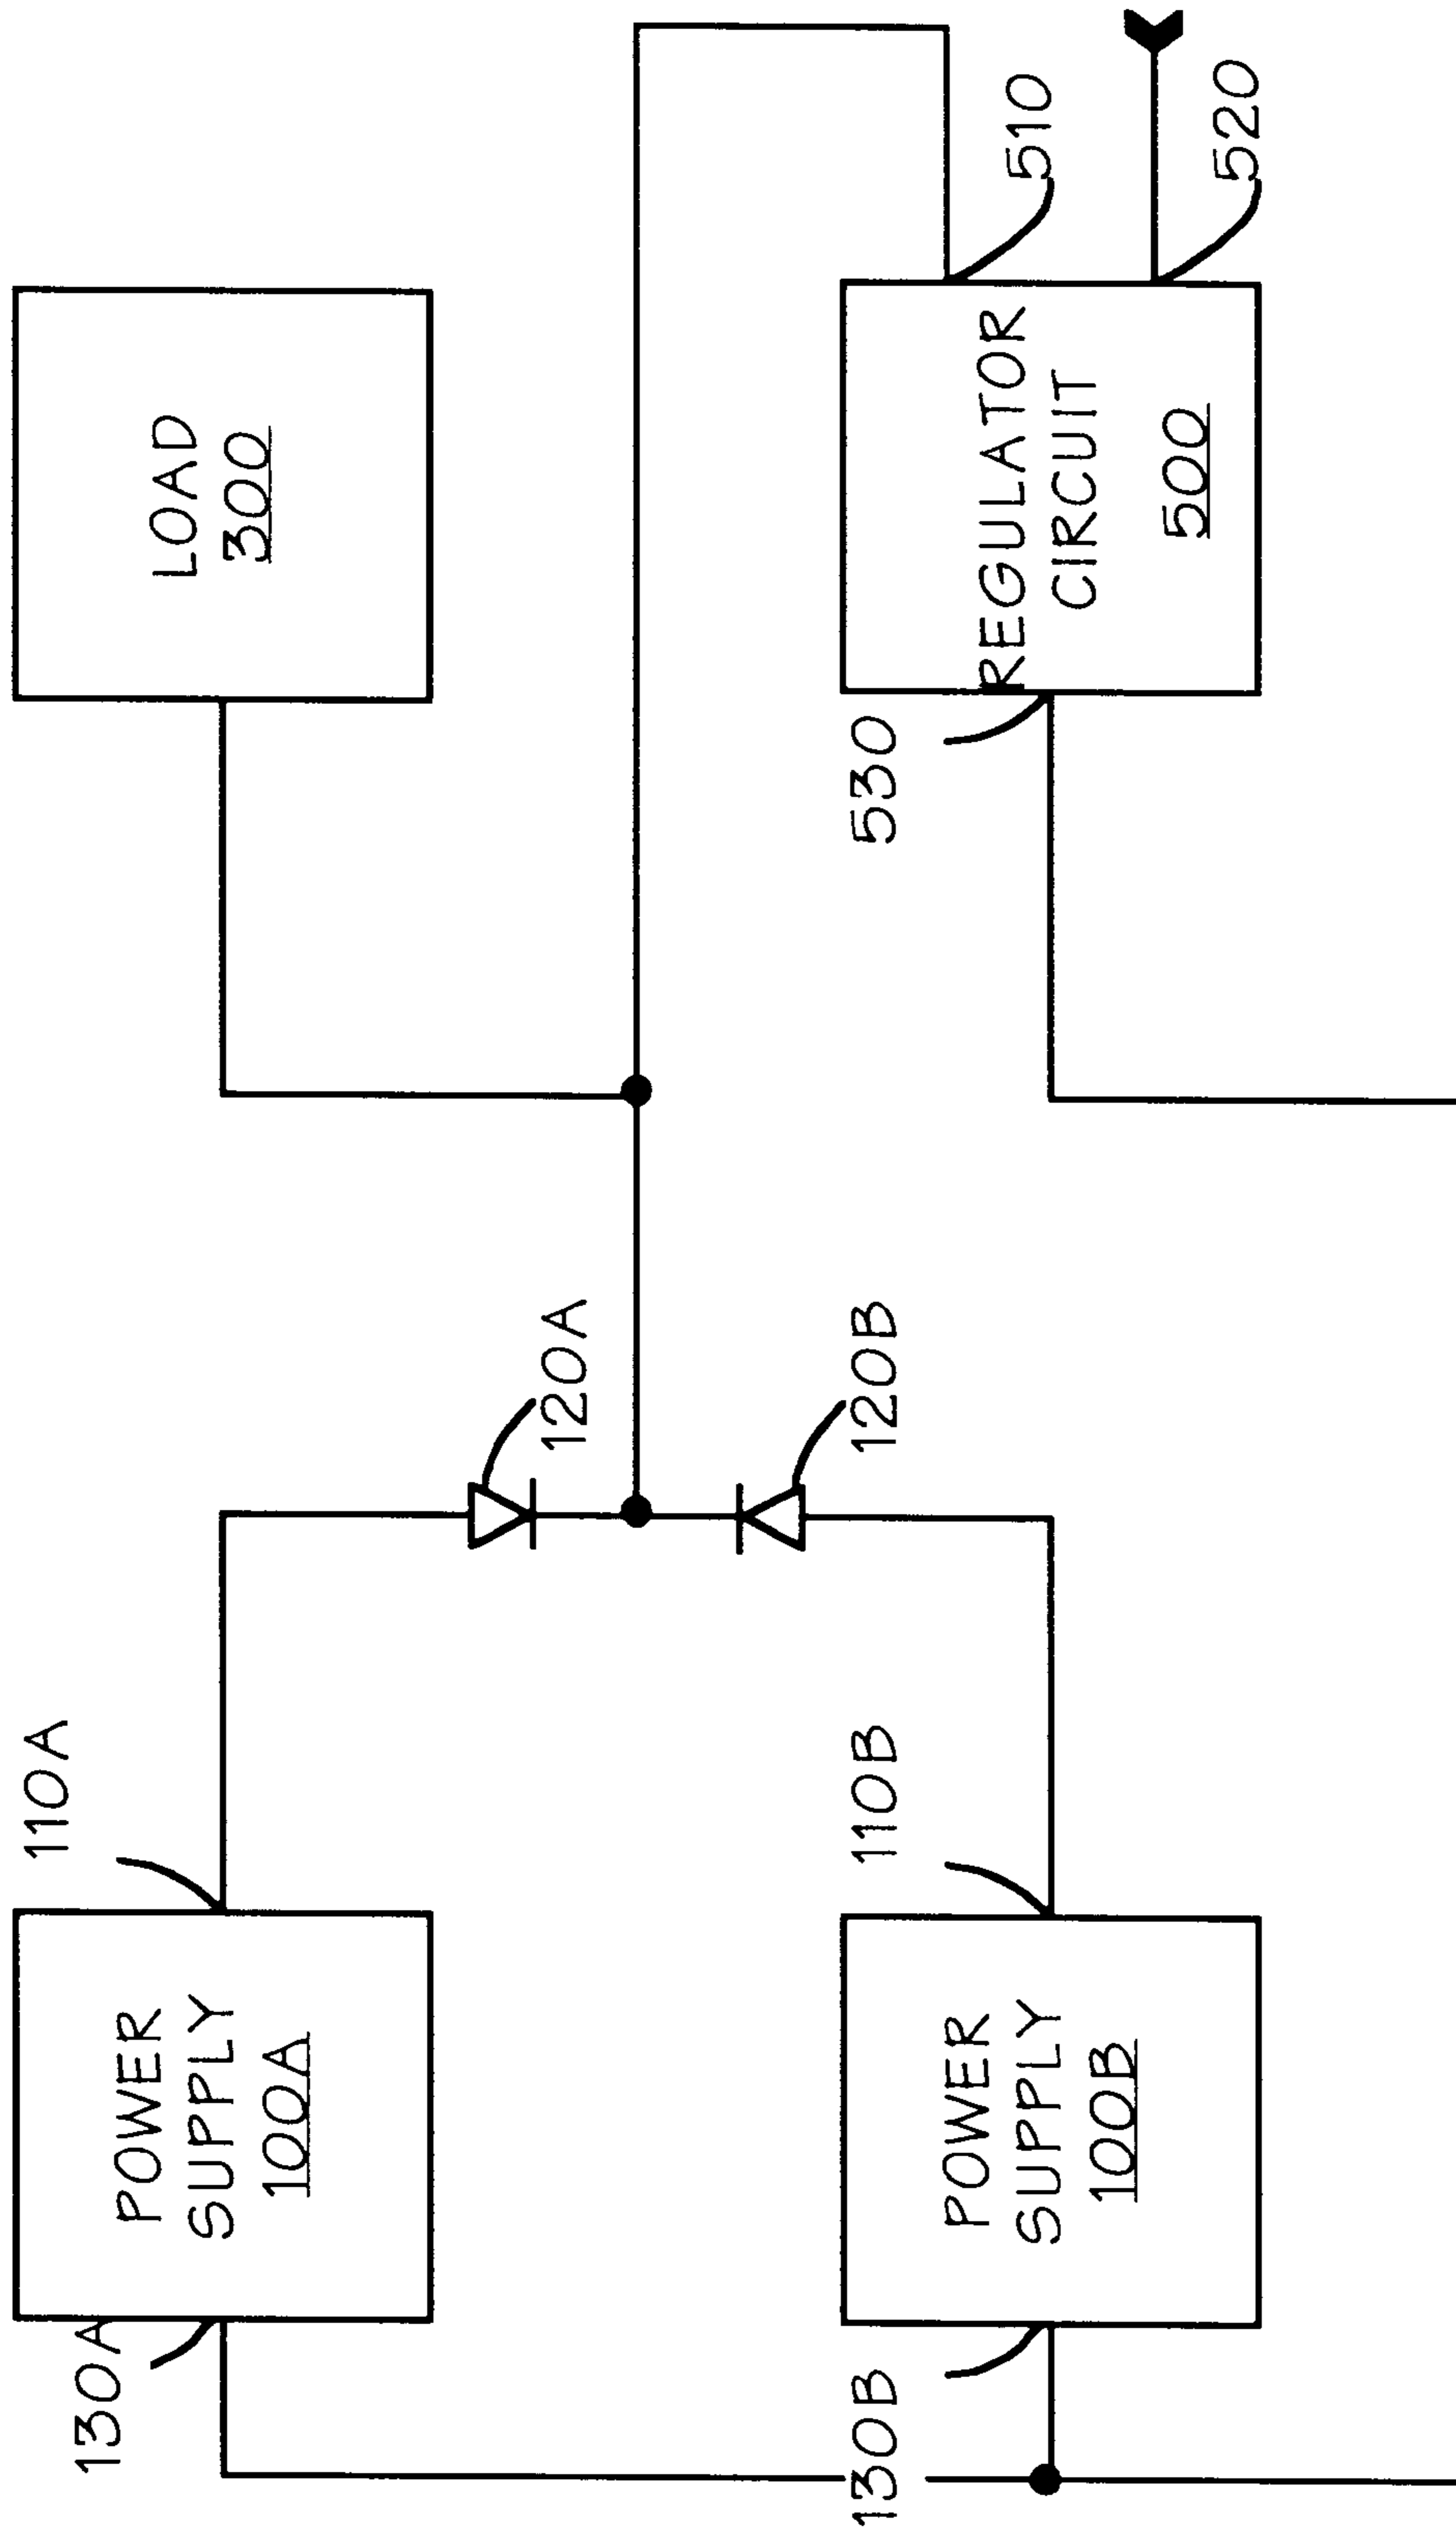 130A
POWER
SUPPLY
100A
110A
120A
LOAD
300
130B
POWER
SUPPLY
100B
110B
120B
530
REGULATOR
CIRCUIT
500
510
520